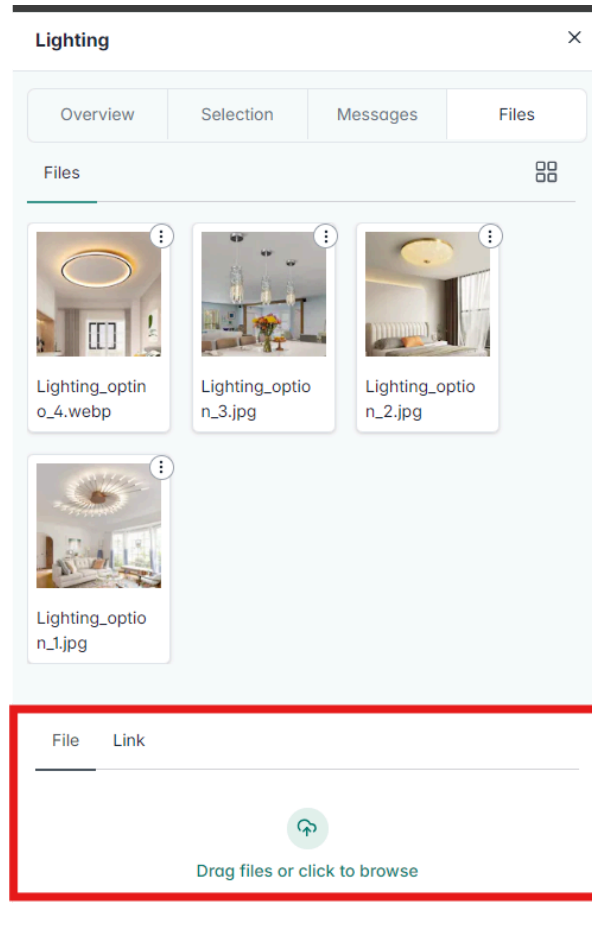 Lighting
Overview
Selection
Messages
Files
Files
Lighting_optin
o_4.webp
Lighting_optio
n_3.jpg
Lighting_optio
n_2.jpg
Lighting_optio
n_1.jpg
File
Link
Drag files or click to browse